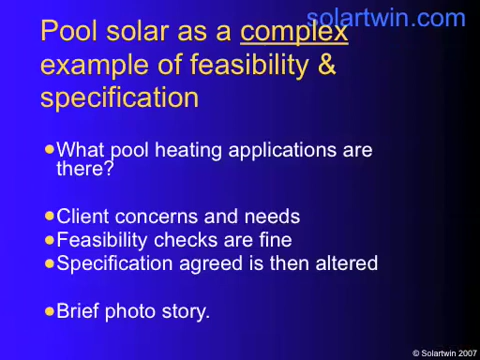 solartwin.com
Pool solar as a complex
example of feasibility &
specification
●What pool heating applications are
there?
●Client concerns and needs
●Feasibility checks are fine
●Specification agreed is then altered
●Brief photo story.
© Solartwin 2007